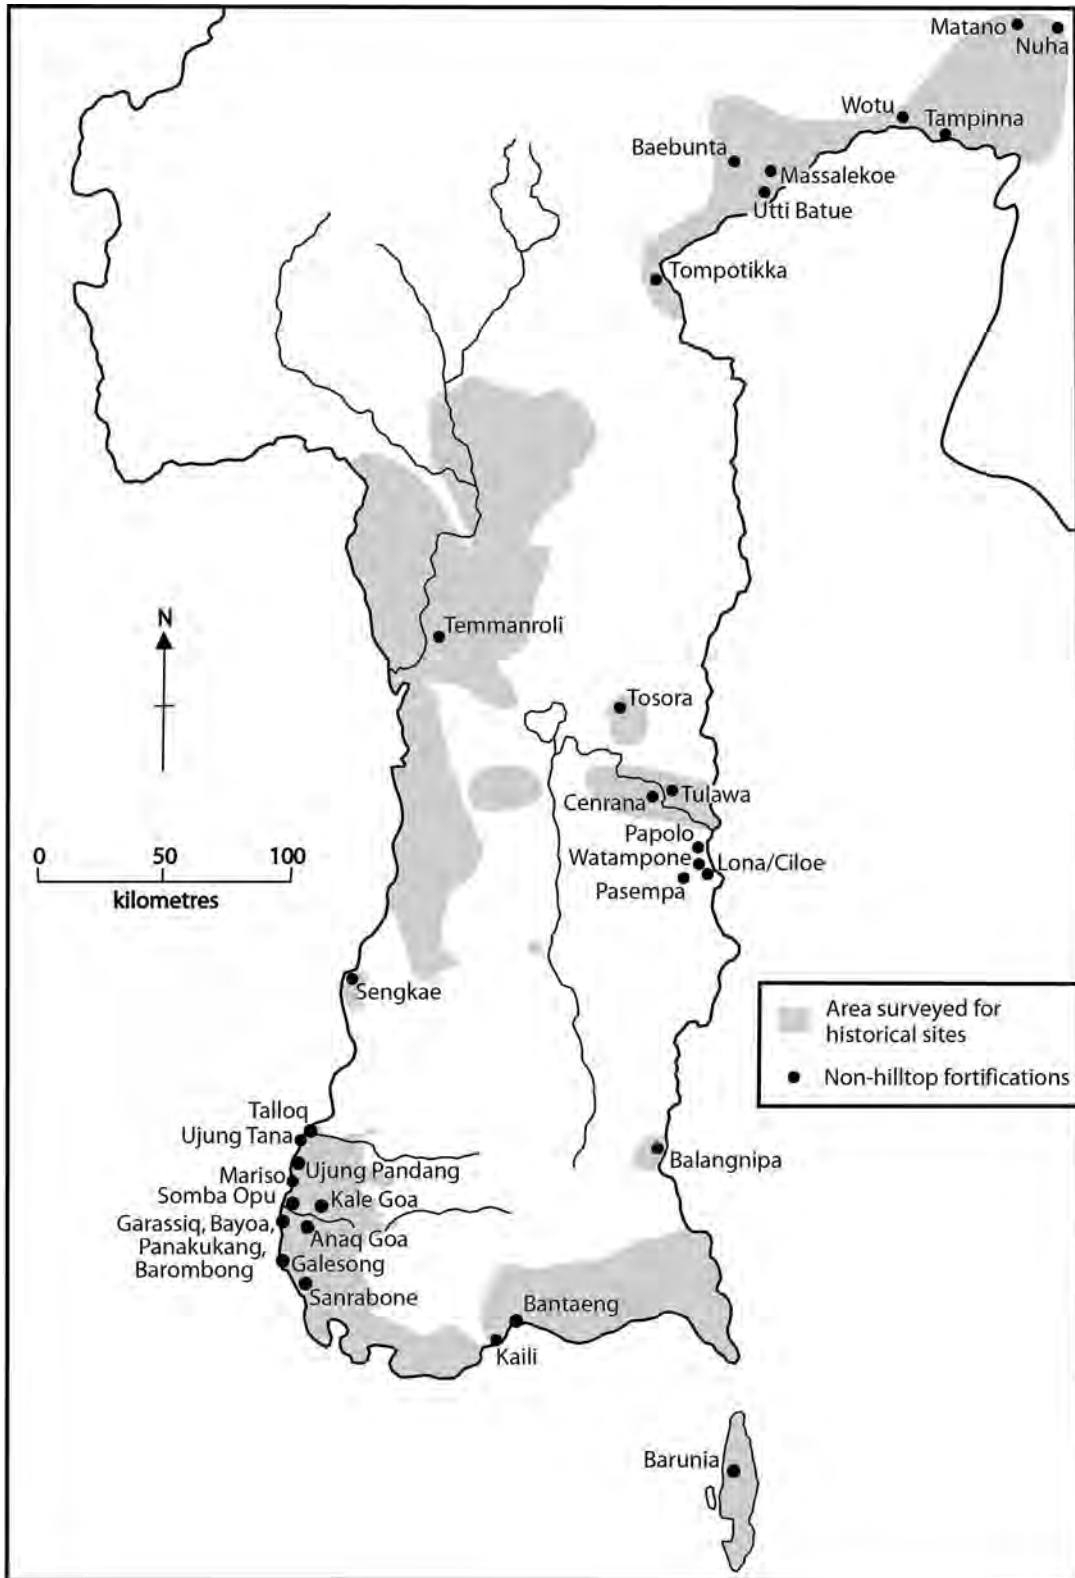 Matano
Nuha
Wotu
Tampinna
Baebunta
Massalekoe
Utti Batue
Tompotikka
N
Temmanroli
Tosora
Cenrana
Tulawa
Papolo
Watampone
Lona/Ciloe
Pasempa
0 50 100
kilometres
Sengkae
Area surveyed for
historical sites
Non-hilltop fortifications
Talloq
Ujung Tana
Ujung Pandang
Mariso
Somba Opu
Kale Goa
Garassiq, Bayoa,
Panakukang,
Barombong
Anaq Goa
Galesong
Sanrabone
Balangnipa
Bantaeng
Kaili
Barunia